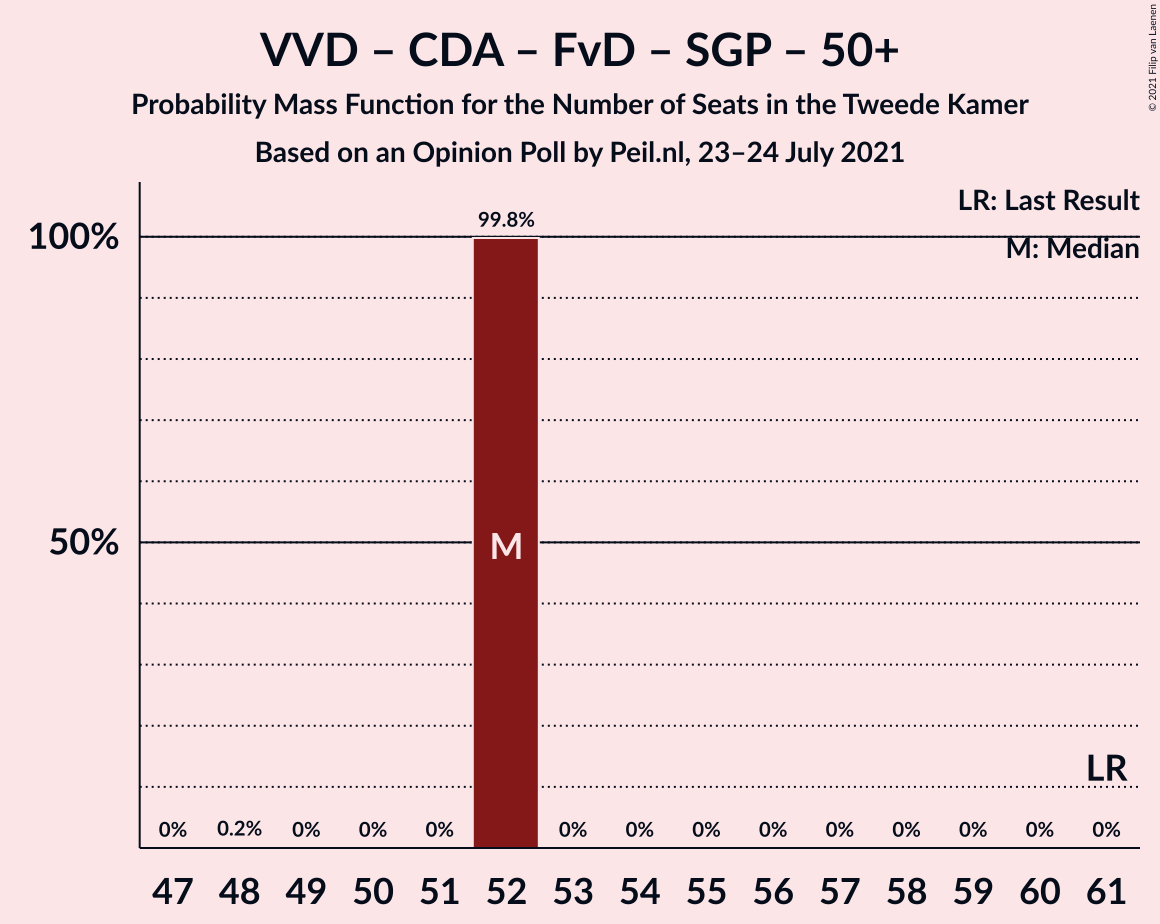 VVD – CDA – FvD – SGP – 50+
Probability Mass Function for the Number of Seats in the Tweede Kamer
Based on an Opinion Poll by Peil.nl, 23–24 July 2021
© 2021 Filip van Laenen
LR: Last Result
M: Median
99.8%
100%
50%
M
LR
0% 0.2% 0% 0% 0% 0% 0% 0% 0% 0% 0% 0% 0% 0%
47 48 49 50 51 52 53 54 55 56 57 58 59 60 61